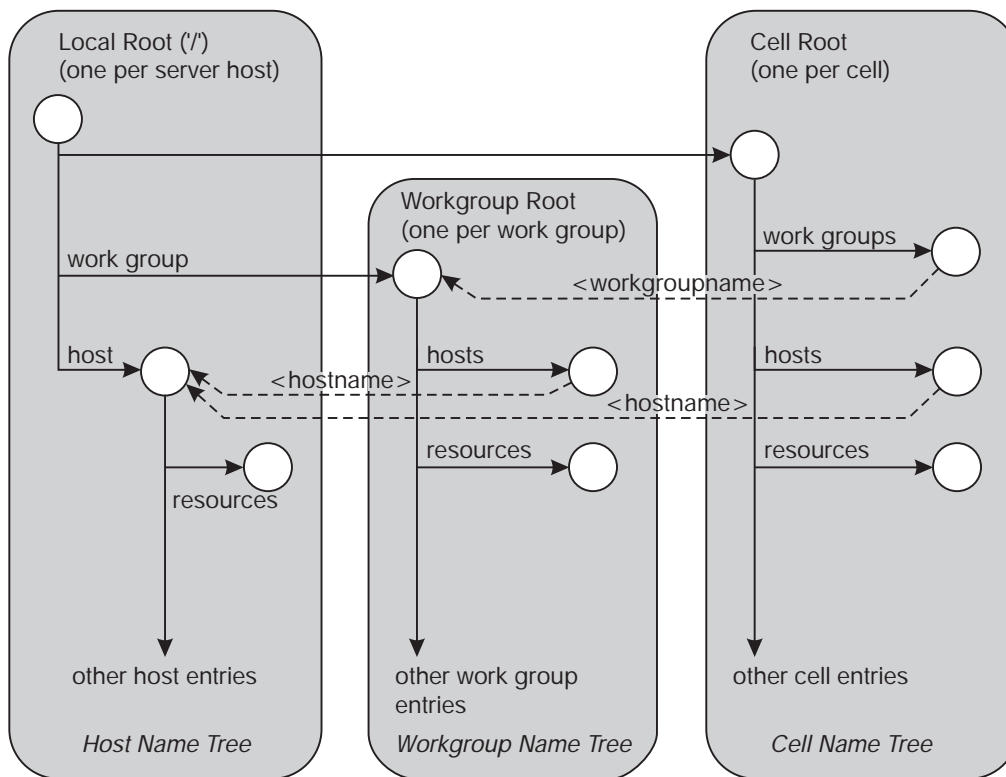 Local Root ('/')
(one per server host)
Cell Root
(one per cell)
Workgroup Root
(one per work group)
work group
work groups
<workgroupname>
host
hosts
hosts
<hostname>
<hostname>
resources
resources
resources
other host entries
other work group
entries
other cell entries
Host Name Tree
Workgroup Name Tree
Cell Name Tree